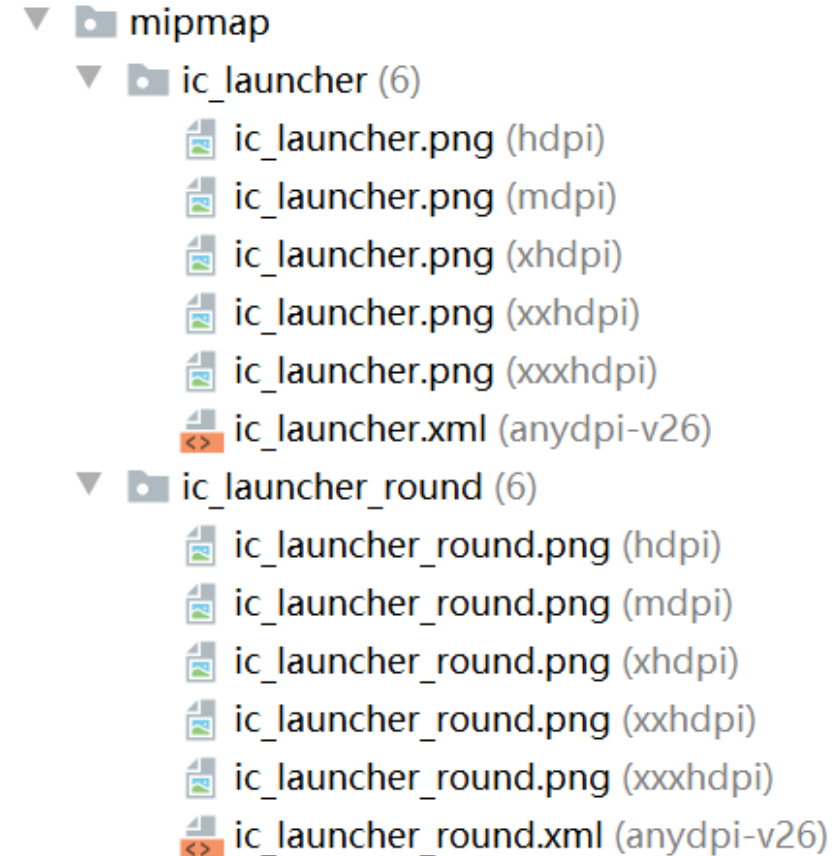 mipmap
ic_launcher (6)
ic_launcher.png (hdpi)
ic_launcher.png (mdpi)
ic_launcher.png (xhdpi)
ic_launcher.png (xxhdpi)
ic_launcher.png (xxxhdpi)
ic_launcher.xml (anydpi-v26)
ic_launcher_round (6)
ic_launcher_round.png (hdpi)
ic_launcher_round.png (mdpi)
ic_launcher_round.png (xhdpi)
ic_launcher_round.png (xxhdpi)
ic_launcher_round.png (xxxhdpi)
ic_launcher_round.xml (anydpi-v26)